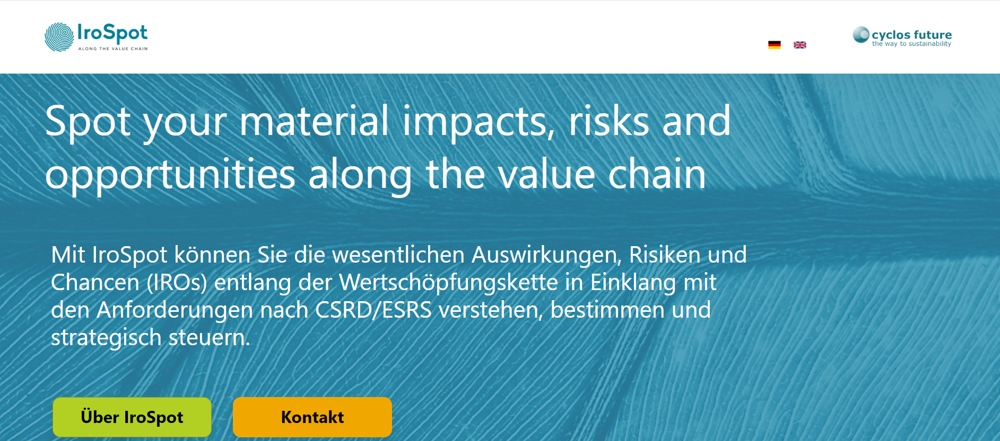 IroSpot
ALONG THE VALUE CHAIN
cyclos future
the way to sustainability
Spot your material impacts, risks and
opportunities along the value chain
Mit IroSpot können Sie die wesentlichen Auswirkungen, Risiken und
Chancen (IROs) entlang der Wertschöpfungskette in Einklang mit
den Anforderungen nach CSRD/ESRS verstehen, bestimmen und
strategisch steuern.
Über IroSpot
Kontakt